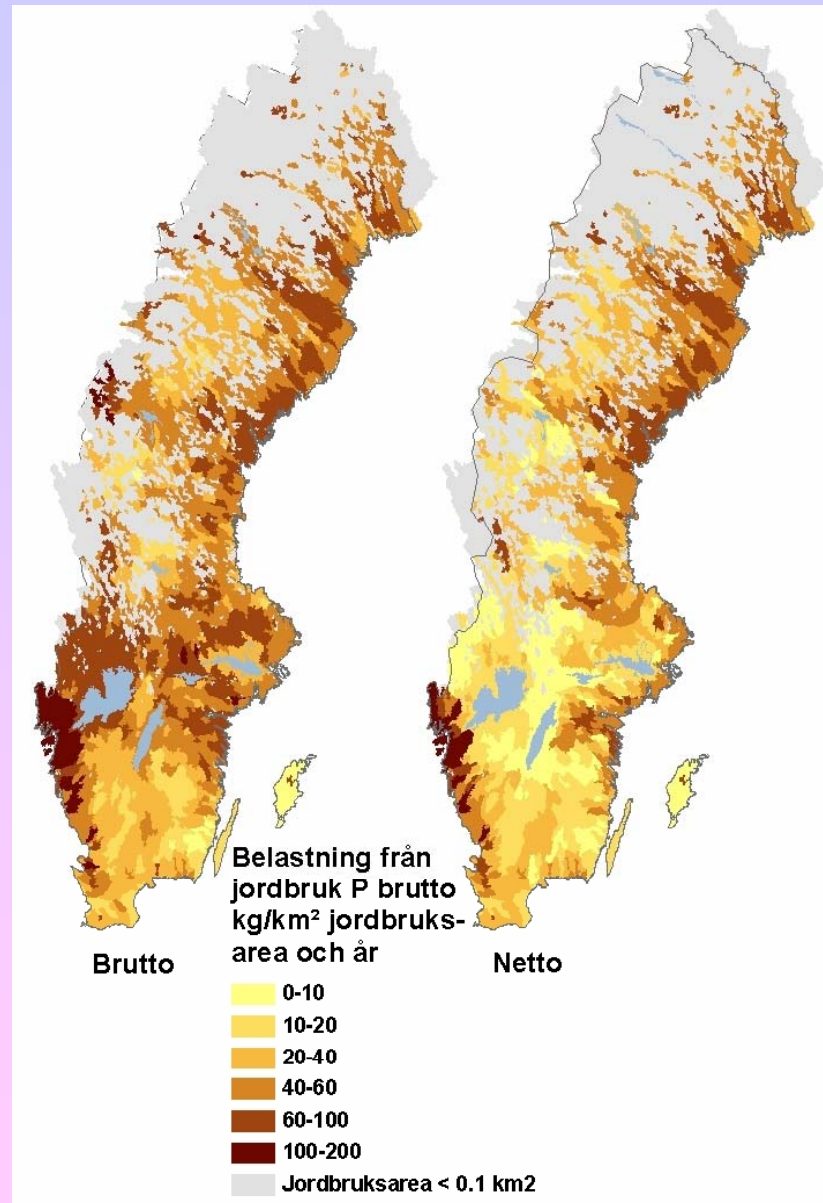 Brutto
Netto
Belastning från
jordbruk P brutto
kg/km² jordbruks-
area och år
0-10
10-20
20-40
40-60
60-100
100-200
Jordbruksarea < 0.1 km2